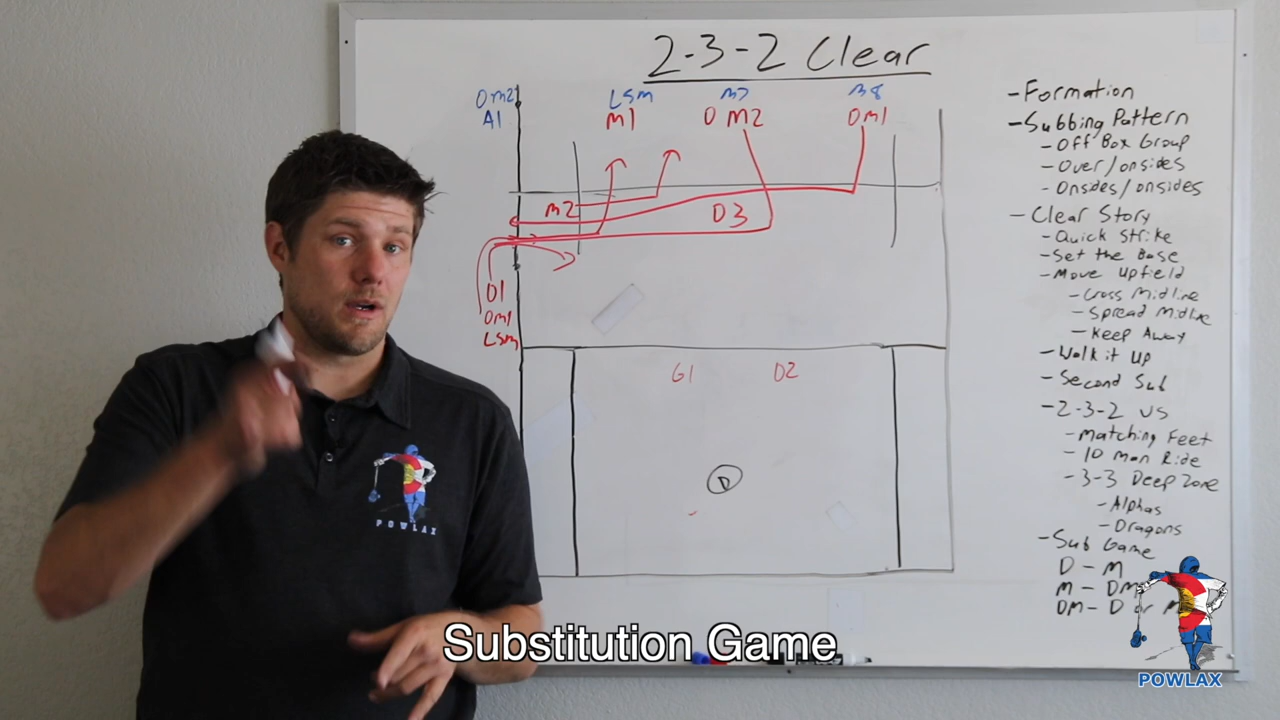 2-3-2 Clear
Om2 LSM M7 M8
A1 M1 DM2 DM1
M2 D3
D1
Om1
LSM
G1 D2
D
- Formation
- Subbing Pattern
- Off Box Group
- Over/onsides
- Onsides/onsides
- Clear Story
- Quick Strike
- Set the Base
- Move Upfield
- Cross Midline
- Spread Midline
- Keep Away
- Walk it Up
- Second Sub
- 2-3-2 vs
- Matching Feet
- 10 Man Ride
- 3-3 Deep Zone
- Alphas
- Dragons
- Sub Game
D - M
M - DM
DM - D or M
POWLAX
Substitution Game
POWLAX